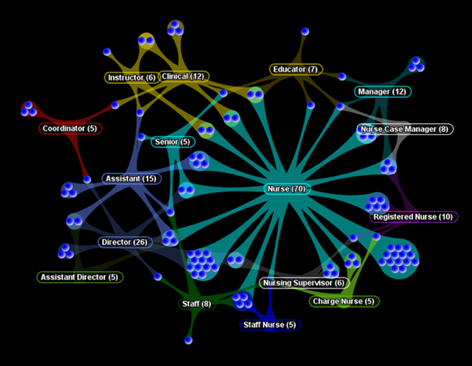 Educator (7)
Instructor (6)
Clinical (12)
Manager (12)
Coordinator (5)
Nurse Case Manager (8)
Senior (5)
Assistant (15)
Nurse (70)
Registered Nurse (10)
Director (26)
Assistant Director (5)
Nursing Supervisor (6)
Staff (8)
Charge Nurse (5)
Staff Nurse (5)